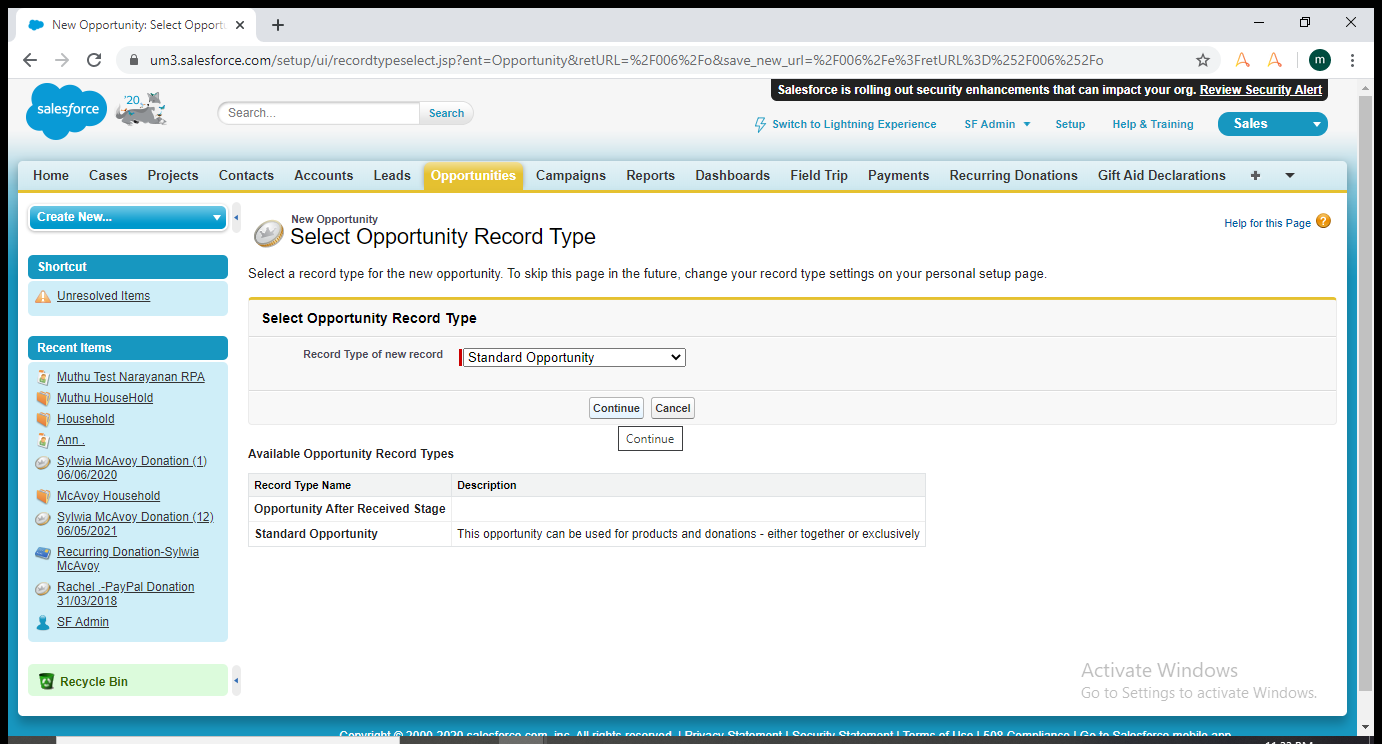 New Opportunity: Select Opportu
um3.salesforce.com/setup/ui/recordtypeselect.jsp?ent=Opportunity&retURL=%2F006%2Fo&save_new_url=%2F006%2Fe%3FretURL%3D%252F006%252Fo
m
salesforce
'20
Search...
Search
Salesforce is rolling out security enhancements that can impact your org. Review Security Alert
Switch to Lightning Experience
SF Admin
Setup
Help & Training
Sales
Home Cases Projects Contacts Accounts Leads Opportunities Campaigns Reports Dashboards Field Trip Payments Recurring Donations Gift Aid Declarations +
Create New...
Shortcut
Unresolved Items
Recent Items
Muthu Test Narayanan RPA
Muthu HouseHold
Household
Ann .
Sylwia McAvoy Donation (1)
06/06/2020
McAvoy Household
Sylwia McAvoy Donation (12)
06/05/2021
Recurring Donation-Sylwia
McAvoy
Rachel .-PayPal Donation
31/03/2018
SF Admin
Recycle Bin
New Opportunity
Select Opportunity Record Type
Help for this Page ?
Select a record type for the new opportunity. To skip this page in the future, change your record type settings on your personal setup page.
Select Opportunity Record Type
Record Type of new record
Standard Opportunity
Continue Cancel
Continue
Available Opportunity Record Types
Record Type Name Description
Opportunity After Received Stage
Standard Opportunity This opportunity can be used for products and donations - either together or exclusively
Activate Windows
Go to Settings to activate Windows.
Copyright © 2000-2020 salesforce.com, inc. All rights reserved. | Privacy Statement | Security Statement | Terms of Use | 508 Compliance | Go to Salesforce mobile app